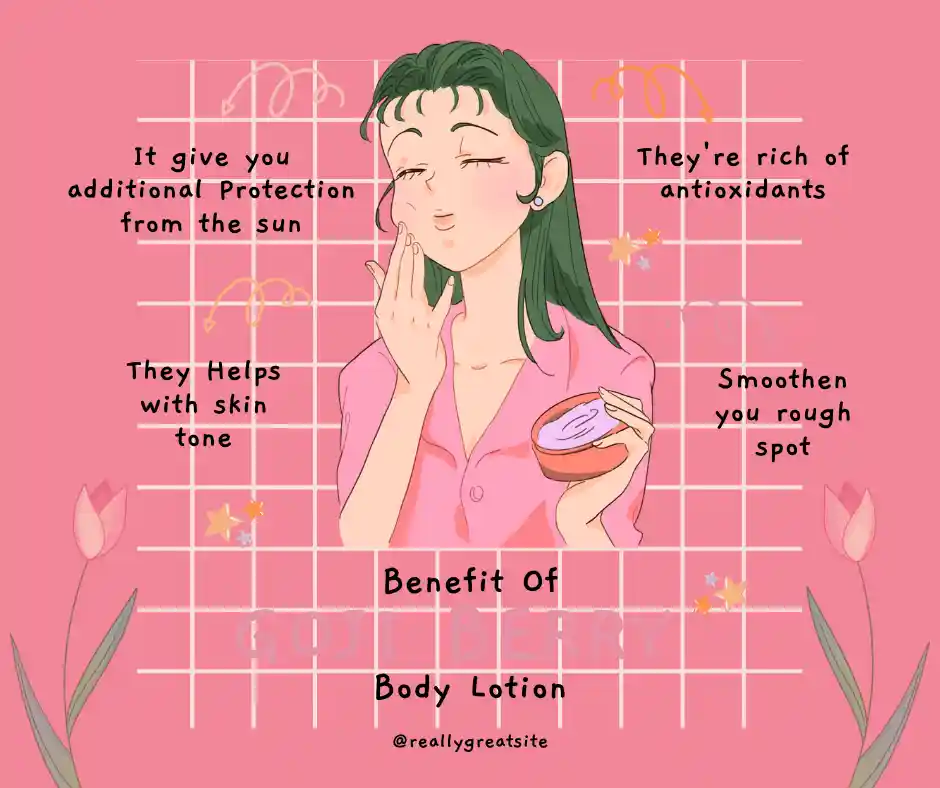 It give you
additional Protection
from the sun
They're rich of
antioxidants
They Helps
with skin
tone
Smoothen
you rough
spot
Benefit Of
GOJI BERRY
Body Lotion
@reallygreatsite